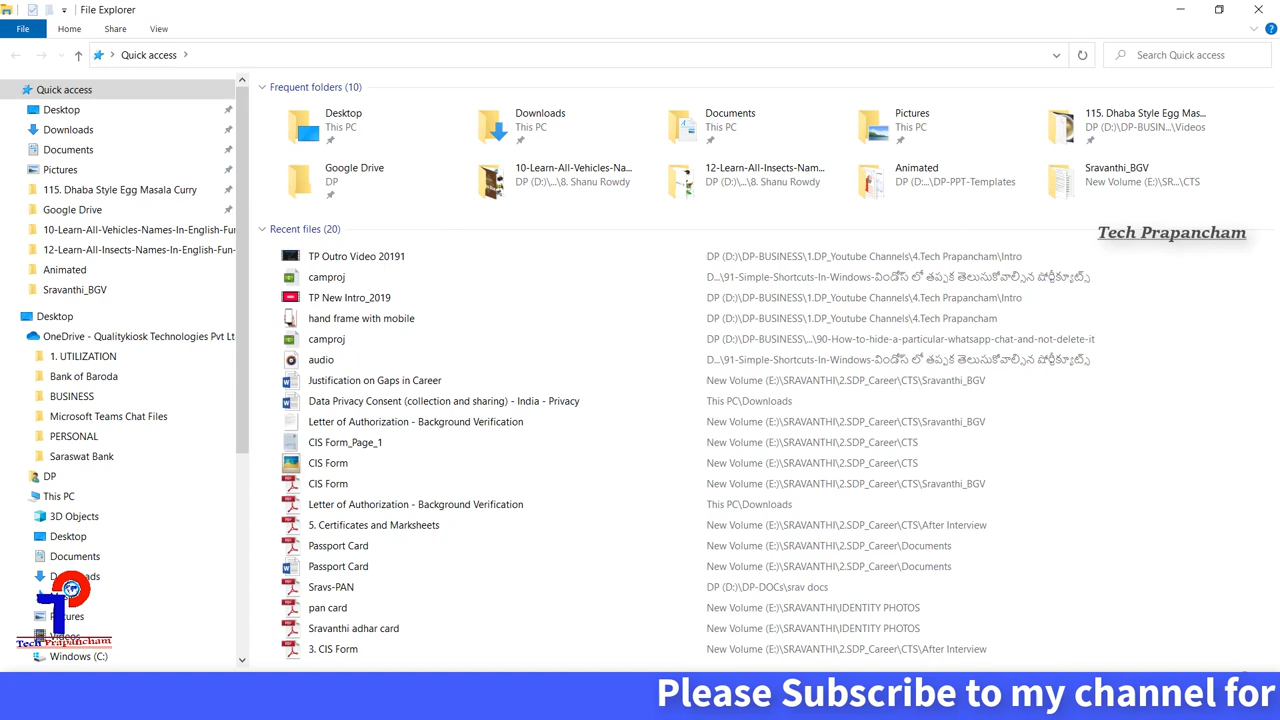 File Explorer
File Home Share View
Quick access
Search Quick access
Quick access
Desktop
Downloads
Documents
Pictures
115. Dhaba Style Egg Masala Curry
Google Drive
10-Learn-All-Vehicles-Names-In-English-Fur
12-Learn-All-Insects-Names-In-English-Fun-
Animated
Sravanthi_BGV
Desktop
OneDrive - Qualitykiosk Technologies Pvt Lt
1. UTILIZATION
Bank of Baroda
BUSINESS
Microsoft Teams Chat Files
PERSONAL
Saraswat Bank
DP
This PC
3D Objects
Desktop
Documents
Pictures
Videos
Tech Prapancham
Windows (C:)
Frequent folders (10)
Desktop
This PC
Downloads
This PC
Documents
This PC
Pictures
This PC
115. Dhaba Style Egg Mas...
DP (D:)\DP-BUSIN...\Videos
Google Drive
DP
10-Learn-All-Vehicles-Na...
DP (D:)\...\8. Shanu Rowdy
12-Learn-All-Insects-Nam...
DP (D:)\...\8. Shanu Rowdy
Animated
DP (D:...\DP-PPT-Templates
Sravanthi_BGV
New Volume (E:)\SR...\CTS
Recent files (20)
Tech Prapancham
TP Outro Video 20191 DP (D:)\DP-BUSINESS\1.DP_Youtube Channels\4.Tech Prapancham\Intro
camproj D...\91-Simple-Shortcuts-In-Windows-విండోస్ లో తప్పక తెలుసుకోవాల్సిన షోర్ట్‌క్యూట్స్
TP New Intro_2019 DP (D:)\DP-BUSINESS\1.DP_Youtube Channels\4.Tech Prapancham\Intro
hand frame with mobile DP (D:)\DP-BUSINESS\1.DP_Youtube Channels\4.Tech Prapancham
camproj DP (D:)\DP-BUSINESS\...\90-How-to-hide-a-particular-whatsapp-chat-and-not-delete-it
audio D...\91-Simple-Shortcuts-In-Windows-విండోస్ లో తప్పక తెలుసుకోవాల్సిన షోర్ట్‌క్యూట్స్
Justification on Gaps in Career New Volume (E:)\SRAVANTHI\2.SDP_Career\CTS\Sravanthi_BGV
Data Privacy Consent (collection and sharing) - India - Privacy This PC\Downloads
Letter of Authorization - Background Verification New Volume (E:)\SRAVANTHI\2.SDP_Career\CTS\Sravanthi_BGV
CIS Form_Page_1 New Volume (E:)\SRAVANTHI\2.SDP_Career\CTS
CIS Form New Volume (E:)\SRAVANTHI\2.SDP_Career\CTS
CIS Form New Volume (E:)\SRAVANTHI\2.SDP_Career\CTS\Sravanthi_BGV
Letter of Authorization - Background Verification This PC\Downloads
5. Certificates and Marksheets New Volume (E:)\SRAVANTHI\2.SDP_Career\CTS\After Interview
Passport Card New Volume (E:)\SRAVANTHI\2.SDP_Career\Documents
Passport Card New Volume (E:)\SRAVANTHI\2.SDP_Career\Documents
Sravs-PAN DP (D:)\DP-DOCs\srav docs
pan card New Volume (E:)\SRAVANTHI\IDENTITY PHOTOS
Sravanthi adhar card New Volume (E:)\SRAVANTHI\IDENTITY PHOTOS
3. CIS Form New Volume (E:)\SRAVANTHI\2.SDP_Career\CTS\After Interview
Please Subscribe to my channel for